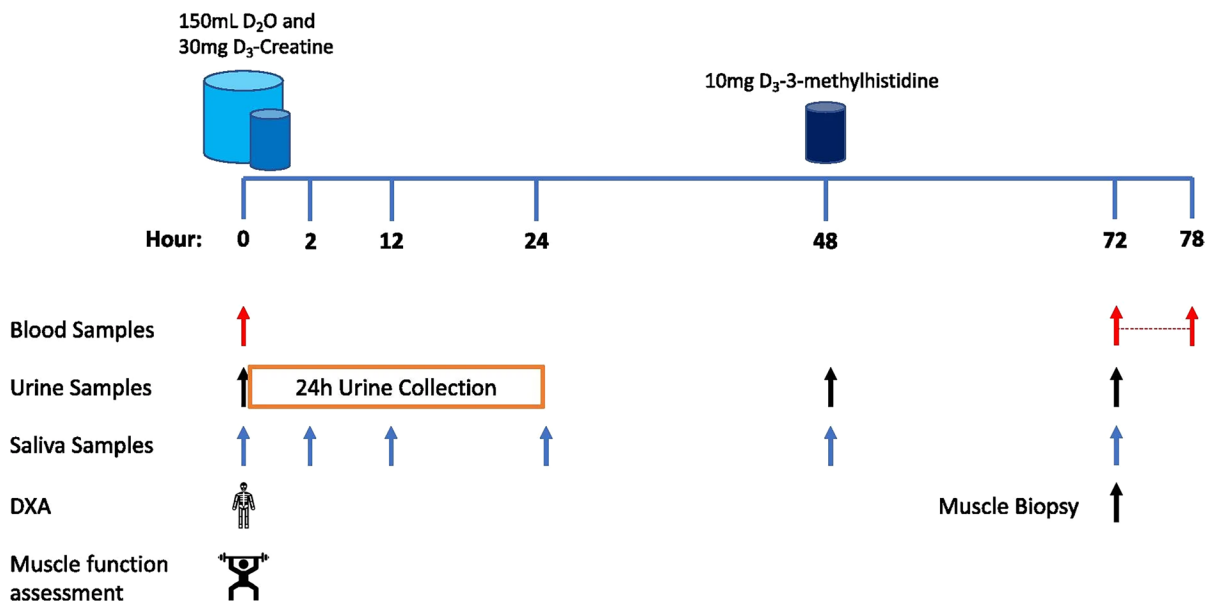 150mL D₂O and
30mg D₃-Creatine
10mg D₃-3-methylhistidine
Hour: 0 2 12 24 48 72 78
Blood Samples
Urine Samples 24h Urine Collection
Saliva Samples
DXA Muscle Biopsy
Muscle function
assessment